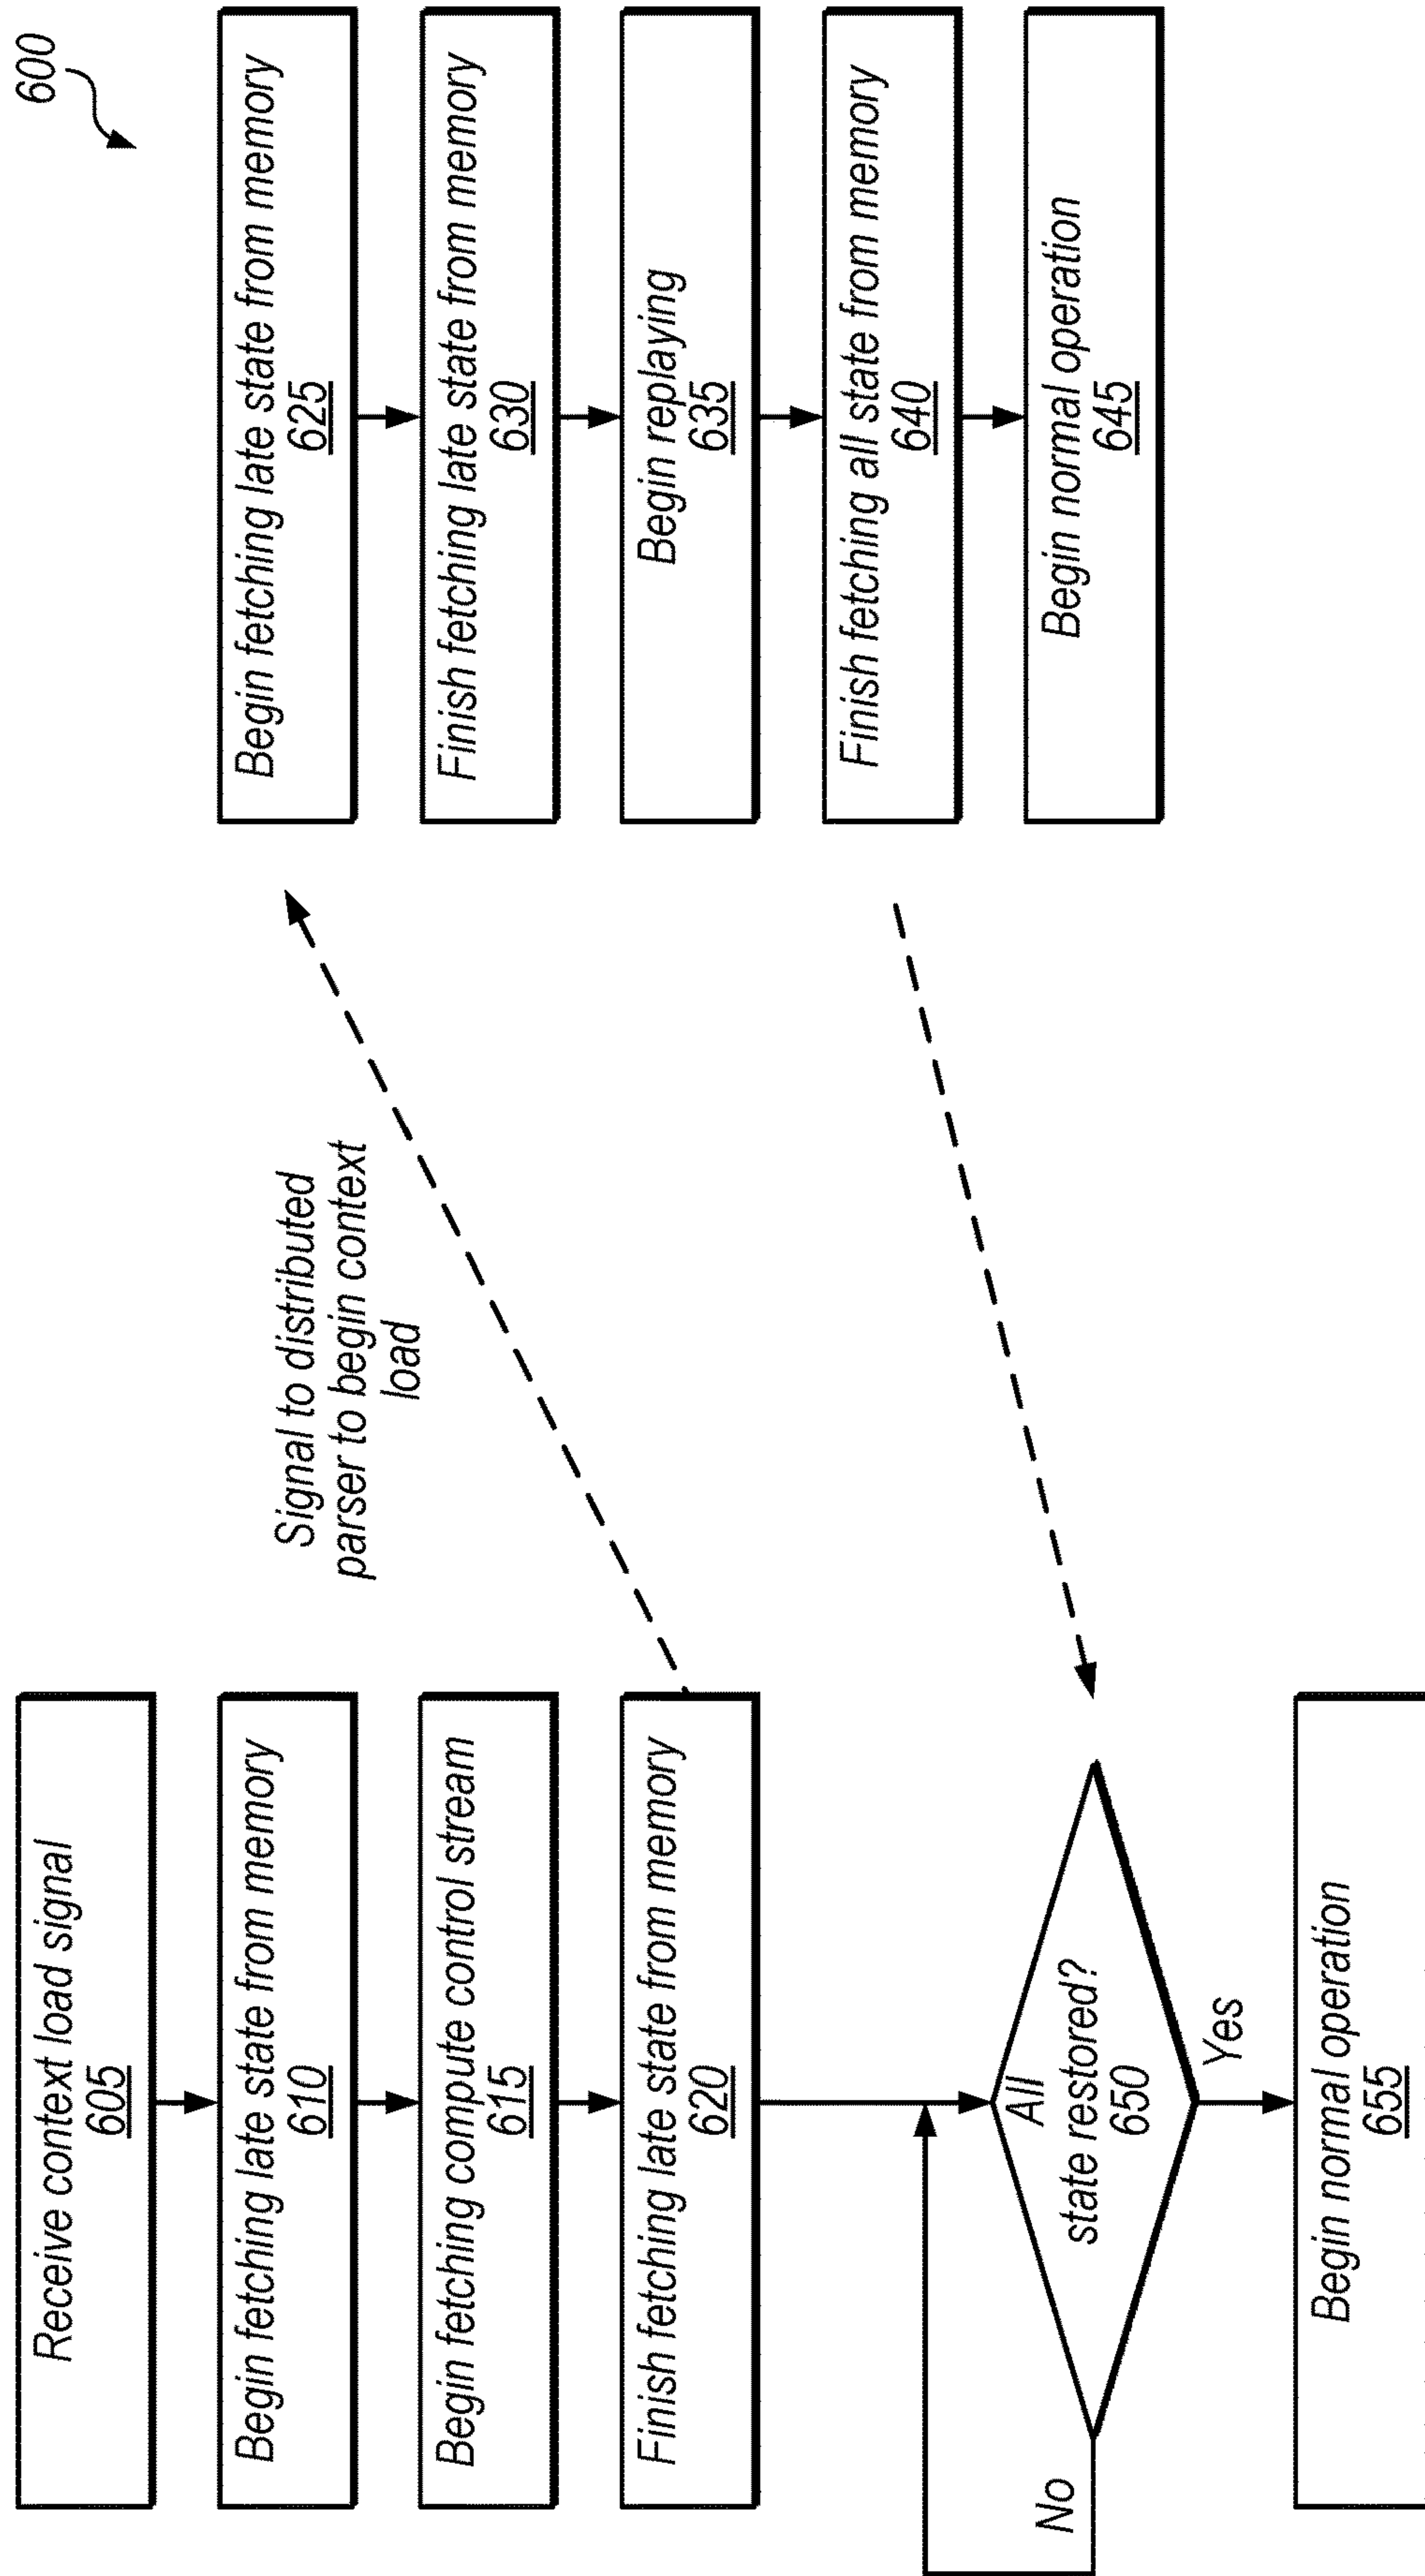 600
Receive context load signal
605
Begin fetching late state from memory
610
Begin fetching compute control stream
615
Finish fetching late state from memory
620
All
state restored?
650
No
Yes
Begin normal operation
655
Signal to distributed
parser to begin context
load
Begin fetching late state from memory
625
Finish fetching late state from memory
630
Begin replaying
635
Finish fetching all state from memory
640
Begin normal operation
645